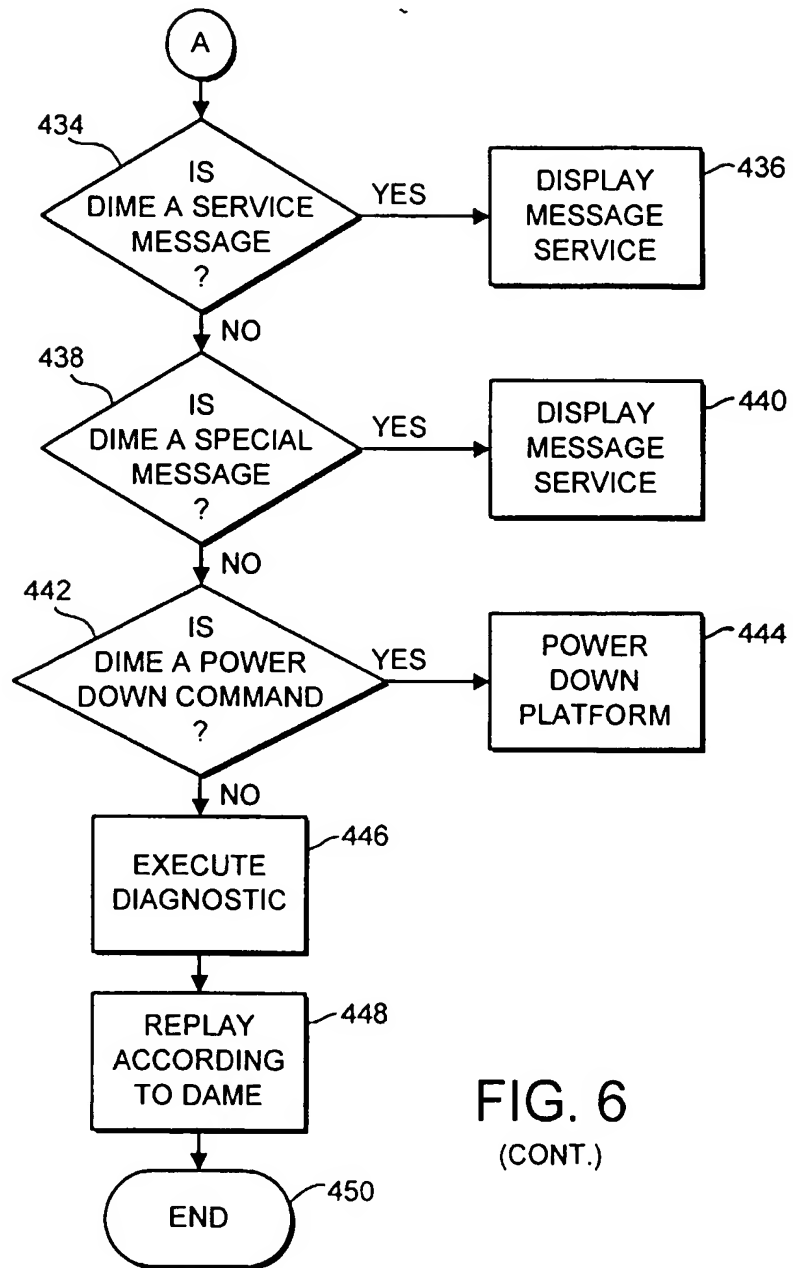 A
434
IS
DIME A SERVICE
MESSAGE
?
YES
DISPLAY
MESSAGE
SERVICE
436
NO
438
IS
DIME A SPECIAL
MESSAGE
?
YES
DISPLAY
MESSAGE
SERVICE
440
NO
442
IS
DIME A POWER
DOWN COMMAND
?
YES
POWER
DOWN
PLATFORM
444
NO
EXECUTE
DIAGNOSTIC
446
REPLAY
ACCORDING
TO DAME
448
END
450
FIG. 6
(CONT.)